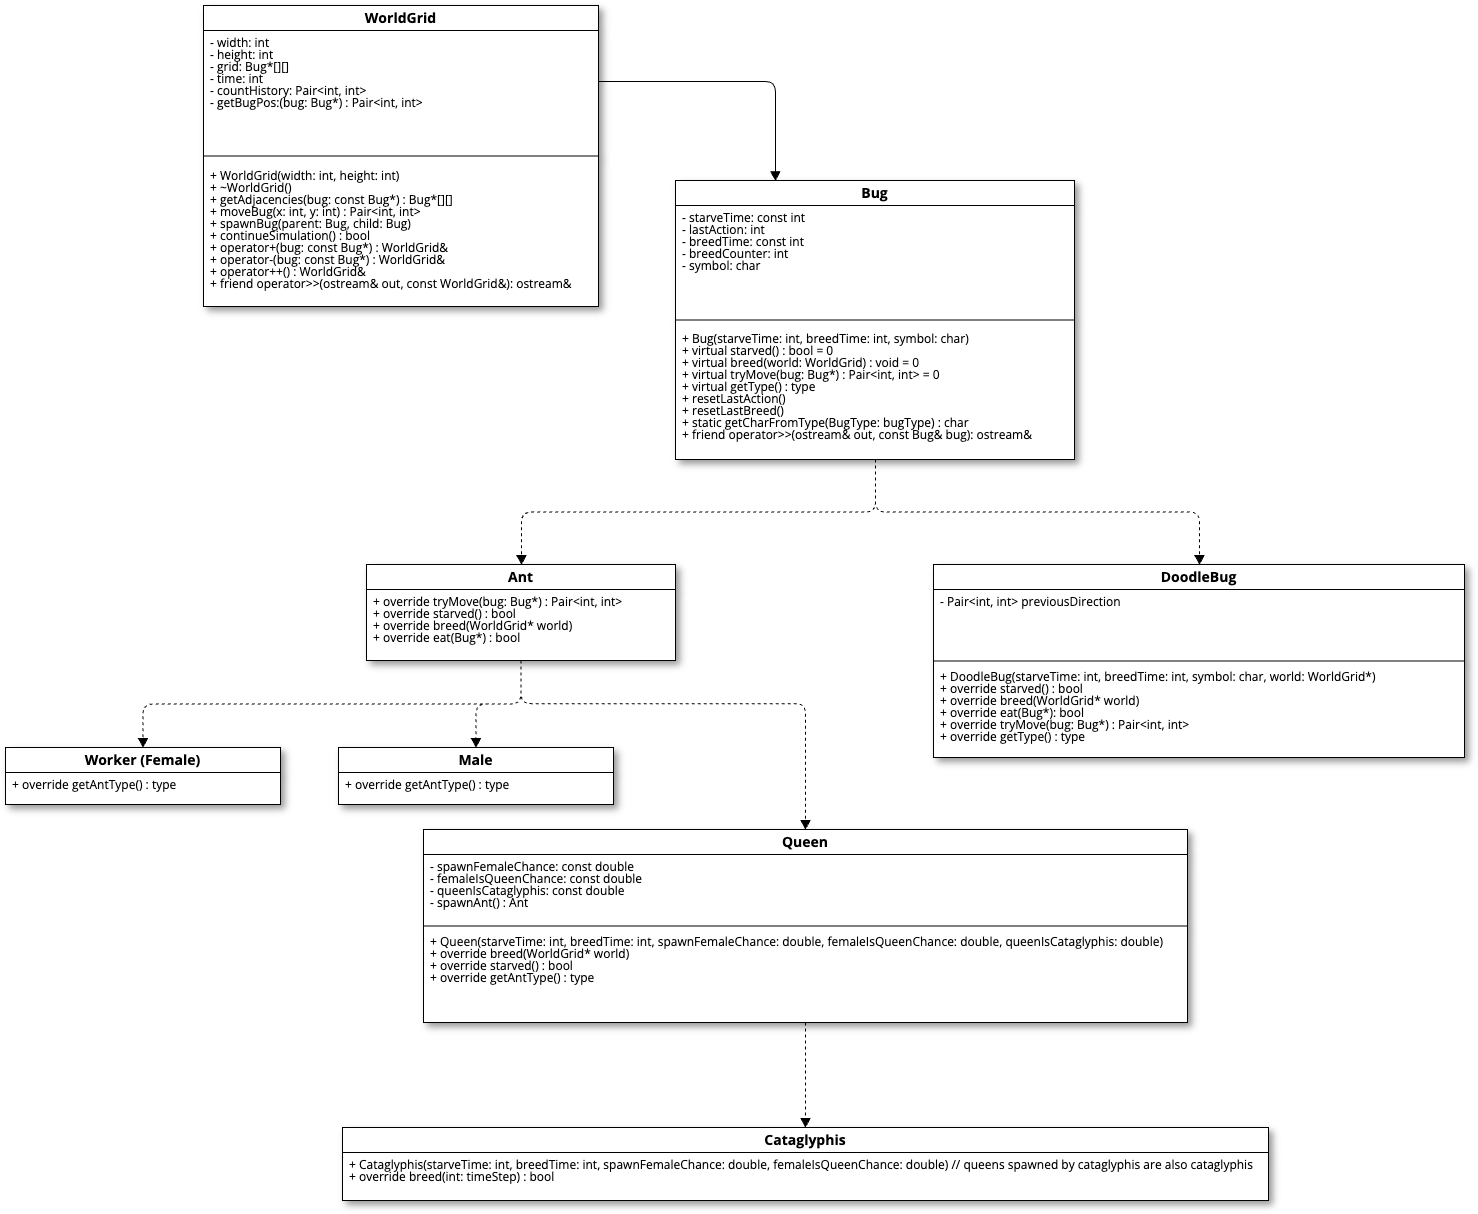 WorldGrid
- width: int
- height: int
- grid: Bug*[][]
- time: int
- countHistory: Pair<int, int>
- getBugPos:(bug: Bug*) : Pair<int, int>
+ WorldGrid(width: int, height: int)
+ ~WorldGrid()
+ getAdjacencies(bug: const Bug*) : Bug*[][]
+ moveBug(x: int, y: int) : Pair<int, int>
+ spawnBug(parent: Bug, child: Bug)
+ continueSimulation() : bool
+ operator+(bug: const Bug*) : WorldGrid&
+ operator-(bug: const Bug*) : WorldGrid&
+ operator++() : WorldGrid&
+ friend operator>>(ostream& out, const WorldGrid&): ostream&
Bug
- starveTime: const int
- lastAction: int
- breedTime: const int
- breedCounter: int
- symbol: char
+ Bug(starveTime: int, breedTime: int, symbol: char)
+ virtual starved() : bool = 0
+ virtual breed(world: WorldGrid) : void = 0
+ virtual tryMove(bug: Bug*) : Pair<int, int> = 0
+ virtual getType() : type
+ resetLastAction()
+ resetLastBreed()
+ static getCharFromType(BugType: bugType) : char
+ friend operator>>(ostream& out, const Bug& bug): ostream&
Ant
+ override tryMove(bug: Bug*) : Pair<int, int>
+ override starved() : bool
+ override breed(WorldGrid* world)
+ override eat(Bug*) : bool
DoodleBug
- Pair<int, int> previousDirection
+ DoodleBug(starveTime: int, breedTime: int, symbol: char, world: WorldGrid*)
+ override starved() : bool
+ override breed(WorldGrid* world)
+ override eat(Bug*): bool
+ override tryMove(bug: Bug*) : Pair<int, int>
+ override getType() : type
Worker (Female)
+ override getAntType() : type
Male
+ override getAntType() : type
Queen
- spawnFemaleChance: const double
- femaleIsQueenChance: const double
- queenIsCataglyphis: const double
- spawnAnt() : Ant
+ Queen(starveTime: int, breedTime: int, spawnFemaleChance: double, femaleIsQueenChance: double, queenIsCataglyphis: double)
+ override breed(WorldGrid* world)
+ override starved() : bool
+ override getAntType() : type
Cataglyphis
+ Cataglyphis(starveTime: int, breedTime: int, spawnFemaleChance: double, femaleIsQueenChance: double) // queens spawned by cataglyphis are also cataglyphis
+ override breed(int: timeStep) : bool